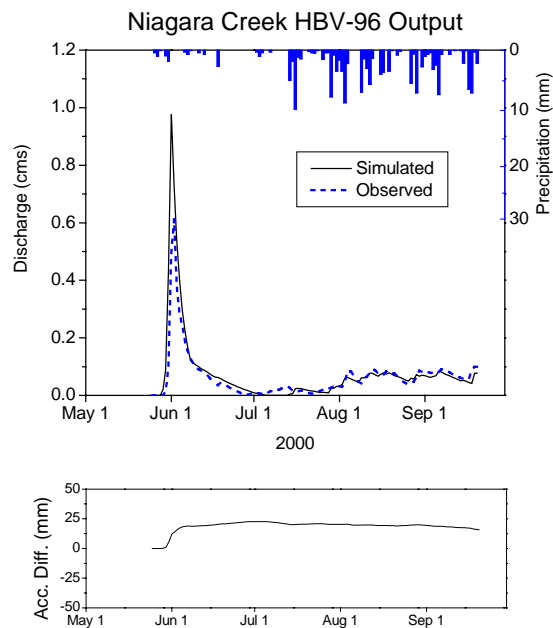 Niagara Creek HBV-96 Output
1.2
1.0
0.8
0.6
0.4
0.2
0.0
Discharge (cms)
0
10
20
30
Precipitation (mm)
Simulated
Observed
May 1 Jun 1 Jul 1 Aug 1 Sep 1
2000
50
25
0
-25
-50
Acc. Diff. (mm)
May 1 Jun 1 Jul 1 Aug 1 Sep 1